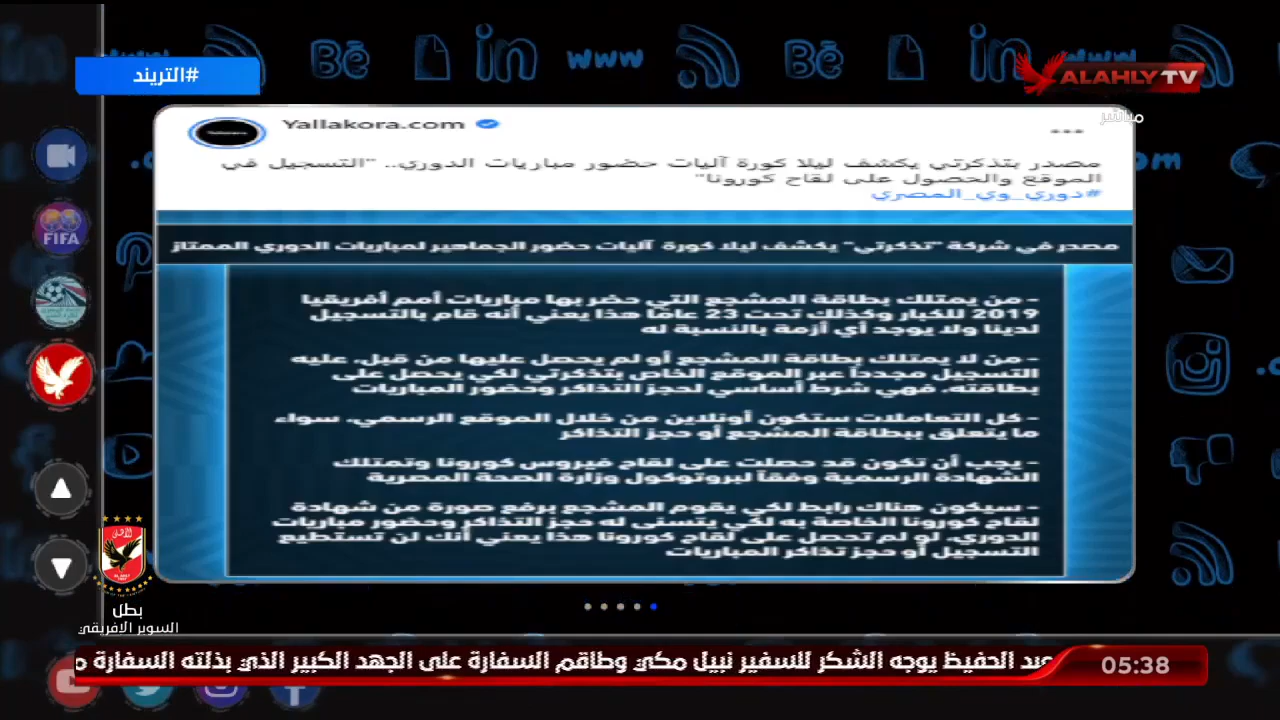 #التريند
ALAHLY TV
مباشر
Yallakora.com
مصدر بتذكرتي يكشف ليلا كورة آليات حضور مباريات الدوري.. "التسجيل في
الموقع والحصول على لقاح كورونا"
#دوري_وي_المصري
مصدر في شركة "تذكرتي" يكشف ليلا كورة آليات حضور الجماهير لمباريات الدوري الممتاز
- من يمتلك بطاقة المشجع التي حضر بها مباريات أمم أفريقيا
2019 للكبار وكذلك تحت 23 عامًا هذا يعني أنه قام بالتسجيل
لدينا ولا يوجد أي أزمة بالنسبة له
- من لا يمتلك بطاقة المشجع أو لم يحصل عليها من قبل، عليه
التسجيل مجدداً عبر الموقع الخاص بتذكرتي لكي يحصل على
بطاقته، فهي شرط أساسي لحجز التذاكر وحضور المباريات
- كل التعاملات ستكون أونلاين من خلال الموقع الرسمي، سواء
ما يتعلق ببطاقة المشجع أو حجز التذاكر
- يجب أن تكون قد حصلت على لقاح فيروس كورونا وتمتلك
الشهادة الرسمية وفقاً لبروتوكول وزارة الصحة المصرية
- سيكون هناك رابط لكي يقوم المشجع برفع صورة من شهادة
لقاح كورونا الخاصة به لكي يتسنى له حجز التذاكر وحضور مباريات
الدوري، لو لم تحصل على لقاح كورونا هذا يعني أنك لن تستطيع
التسجيل أو حجز تذاكر المباريات
FIFA
بطل
السوبر الافريقي
عبد الحفيظ يوجه الشكر للسفير نبيل مكي وطاقم السفارة على الجهد الكبير الذي بذلته السفارة م
05:38
www